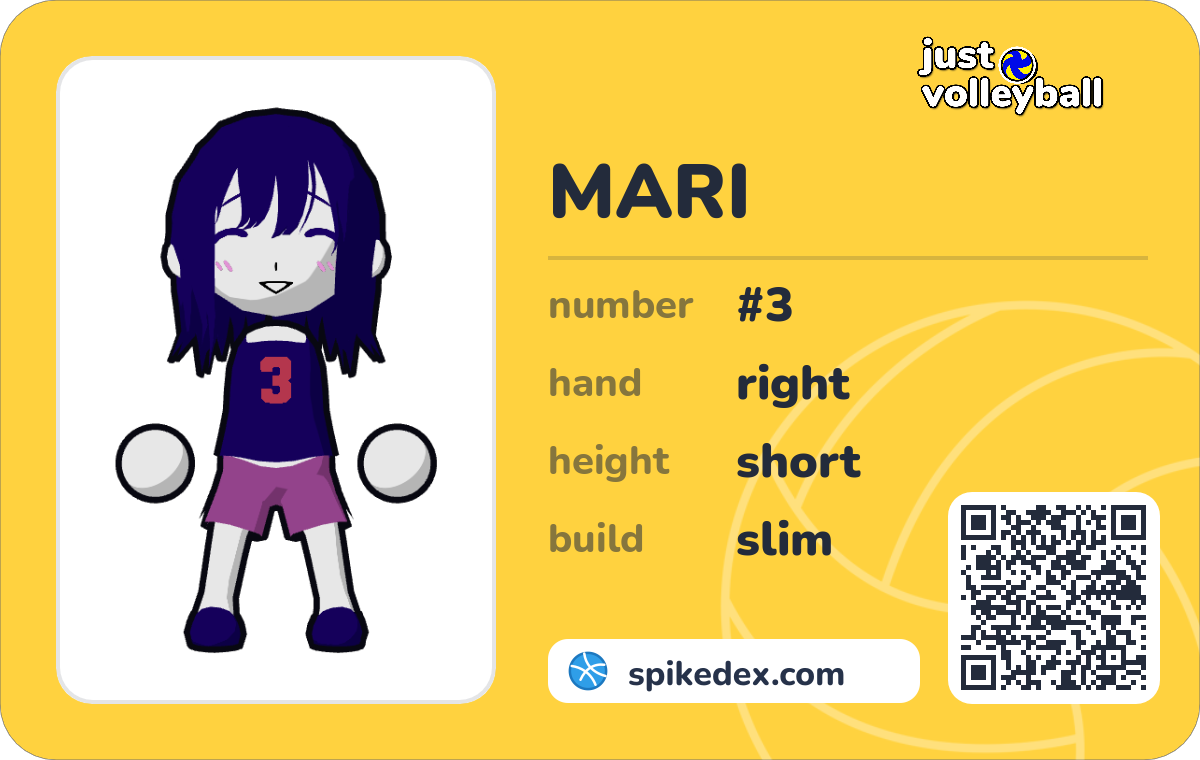 just
volleyball
MARI
number #3
hand right
height short
build slim
3
spikedex.com